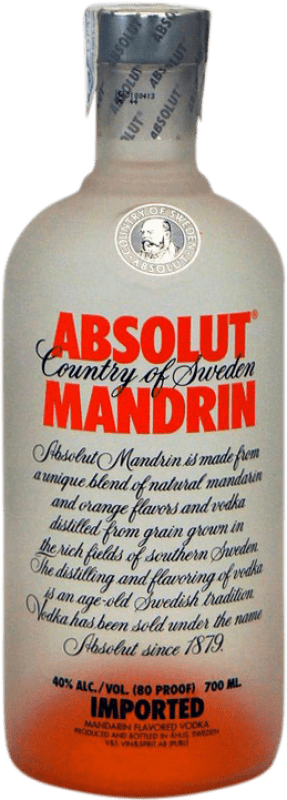 ABSOLUT
ABSOLUT
COUNTRY OF SWEDEN
ABSOLUT
ABSOLUT®
Country of Sweden
MANDRIN
Absolut Mandrin is made from
a unique blend of natural mandarin
and orange flavors and vodka
distilled from grain grown in
the rich fields of southern Sweden.
The distilling and flavoring of vodka
is an age-old Swedish tradition.
Vodka has been sold under the name
Absolut since 1879.
40% ALC./VOL. (80 PROOF) 700 ML.
IMPORTED
MANDARIN FLAVORED VODKA
PRODUCED AND BOTTLED IN ÅHUS, SWEDEN
V&S VIN&SPRIT AB (PUBL)